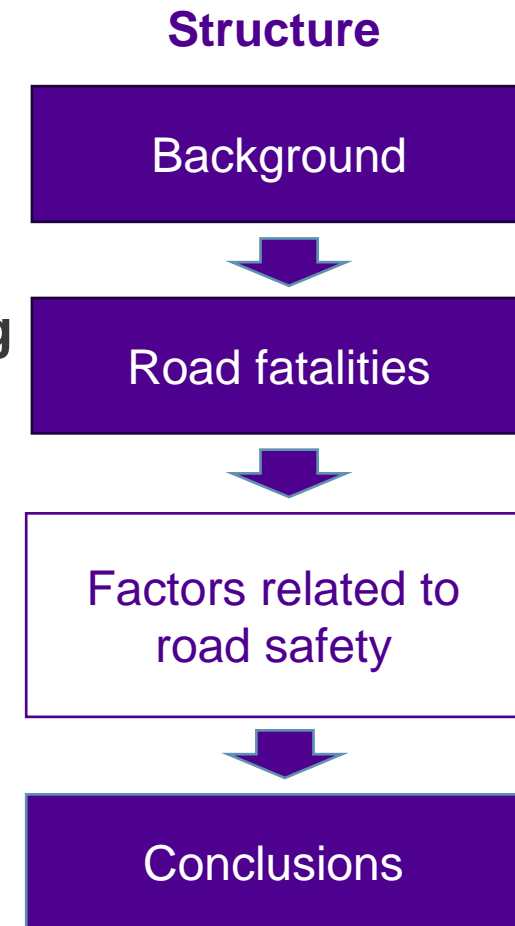 Structure
Background
g
Road fatalities
Factors related to
road safety
Conclusions